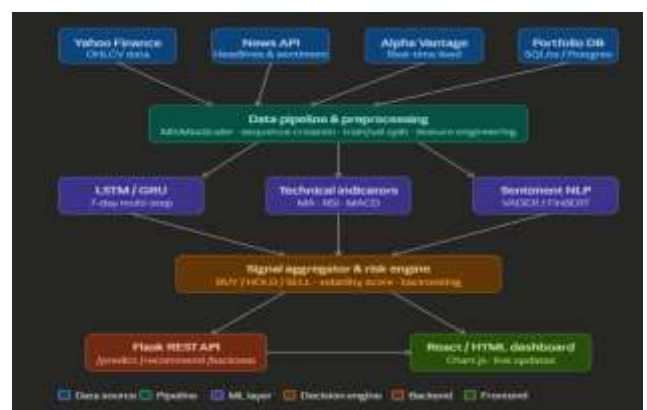 Yahoo Finance
OHLCV data
News API
Headlines & sentiment
Alpha Vantage
Real-time feed
Portfolio DB
SQLite / Postgres
Data pipeline & preprocessing
MinMaxScaler · sequence creation · train/val split · feature engineering
LSTM / GRU
7-day multi-step
Technical indicators
MA · RSI · MACD
Sentiment NLP
VADER / FinBERT
Signal aggregator & risk engine
BUY / HOLD / SELL · volatility score · backtesting
Flask REST API
/predict /recommend /backtest
React / HTML dashboard
Chart.js · live updates
Data source
Pipeline
ML layer
Decision engine
Backend
Frontend